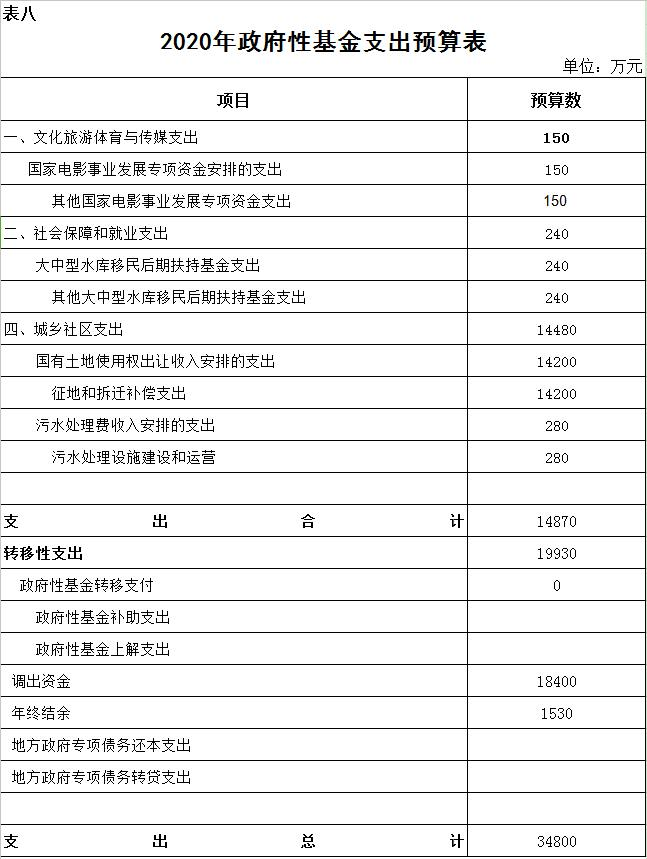 表八
2020年政府性基金支出预算表
单位：万元
项目 预算数
一、文化旅游体育与传媒支出 150
国家电影事业发展专项资金安排的支出 150
其他国家电影事业发展专项资金支出 150
二、社会保障和就业支出 240
大中型水库移民后期扶持基金支出 240
其他大中型水库移民后期扶持基金支出 240
四、城乡社区支出 14480
国有土地使用权出让收入安排的支出 14200
征地和拆迁补偿支出 14200
污水处理费收入安排的支出 280
污水处理设施建设和运营 280
支出合计 14870
转移性支出 19930
政府性基金转移支付 0
政府性基金补助支出
政府性基金上解支出
调出资金 18400
年终结余 1530
地方政府专项债务还本支出
地方政府专项债务转贷支出
支出总计 34800